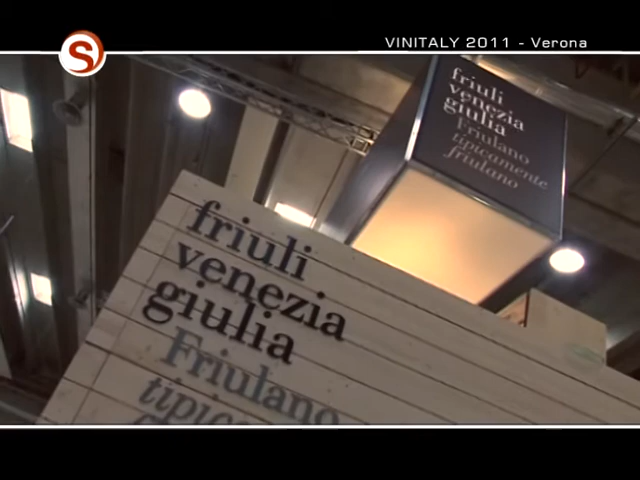 S
VINITALY 2011 - Verona
friuli
venezia
giulia
Friulano
tipicamente
friulano
friuli
venezia
giulia
Friulano